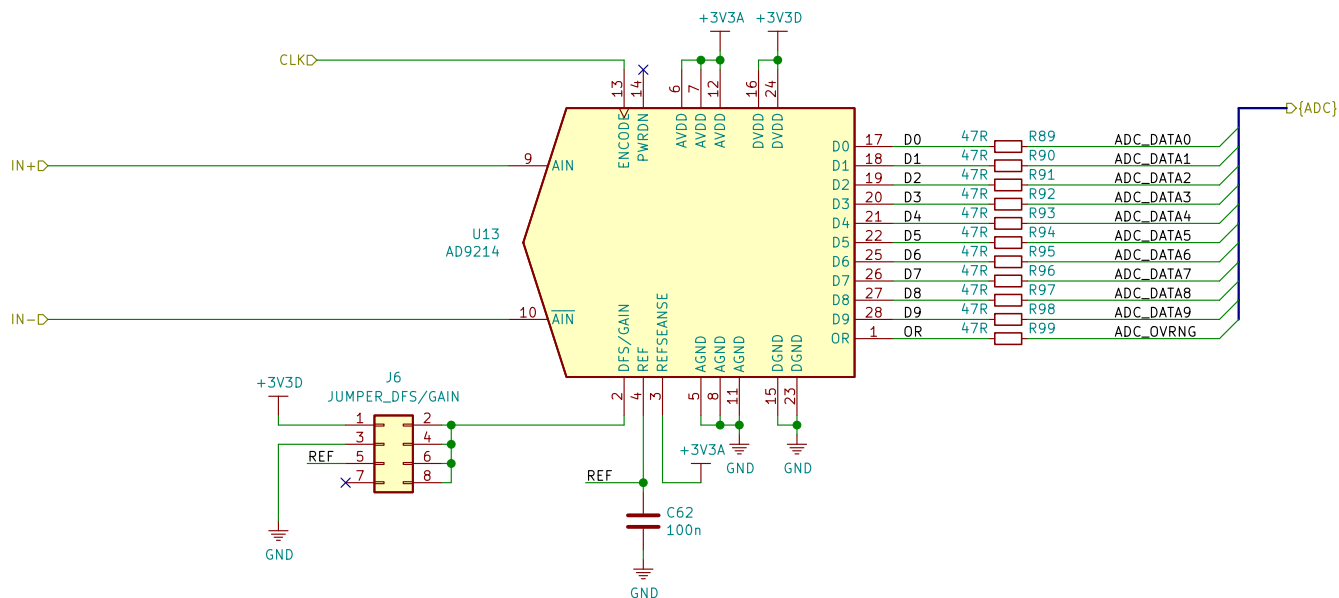 +3V3A +3V3D
CLK
13 14 6 7 12 16 24
{ADC}
ENCODE PWRDN AVDD AVDD AVDD DVDD DVDD
D0 17 D0 47R R89 ADC_DATA0
IN+ 9 AIN
D1 18 D1 47R R90 ADC_DATA1
D2 19 D2 47R R91 ADC_DATA2
D3 20 D3 47R R92 ADC_DATA3
D4 21 D4 47R R93 ADC_DATA4
U13
AD9214
D5 22 D5 47R R94 ADC_DATA5
D6 25 D6 47R R95 ADC_DATA6
D7 26 D7 47R R96 ADC_DATA7
D8 27 D8 47R R97 ADC_DATA8
IN- 10 AIN
D9 28 D9 47R R98 ADC_DATA9
OR 1 OR 47R R99 ADC_OVRNG
DFS/GAIN REF REFSEANSE AGND AGND AGND DGND DGND
2 4 3 5 8 11 15 23
+3V3D
J6
JUMPER_DFS/GAIN
1 2
3 4
REF 5 6
7 8
GND
+3V3A
GND GND
REF
C62
100n
GND